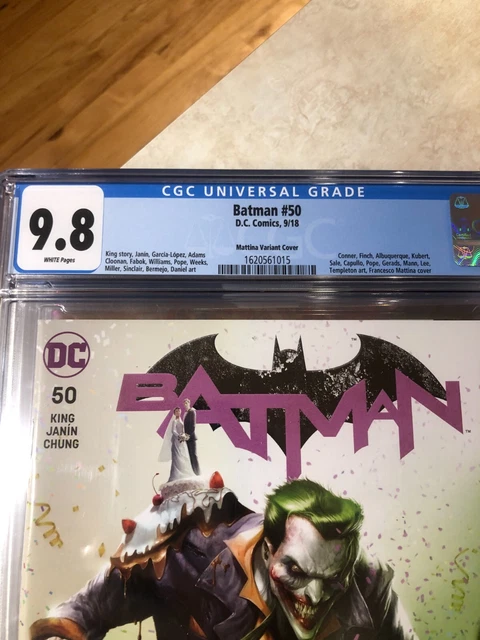 CGC UNIVERSAL GRADE
9.8
WHITE Pages
Batman #50
D.C. Comics, 9/18
Mattina Variant Cover
King story, Janin, Garcia-López, Adams
Cloonan, Fabok, Williams, Pope, Weeks,
Miller, Sinclair, Bermejo, Daniel art
1620561015
Conner, Finch, Albuquerque, Kubert,
Sale, Capullo, Pope, Gerads, Mann, Lee,
Templeton art, Francesco Mattina cover
DC
50
KING
JANÍN
CHUNG
BATMAN
TM